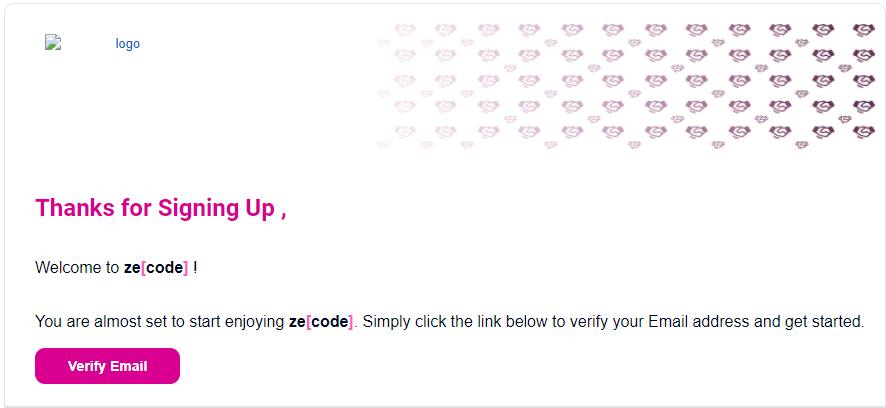 logo
Thanks for Signing Up ,
Welcome to ze[code] !
You are almost set to start enjoying ze[code]. Simply click the link below to verify your Email address and get started.
Verify Email